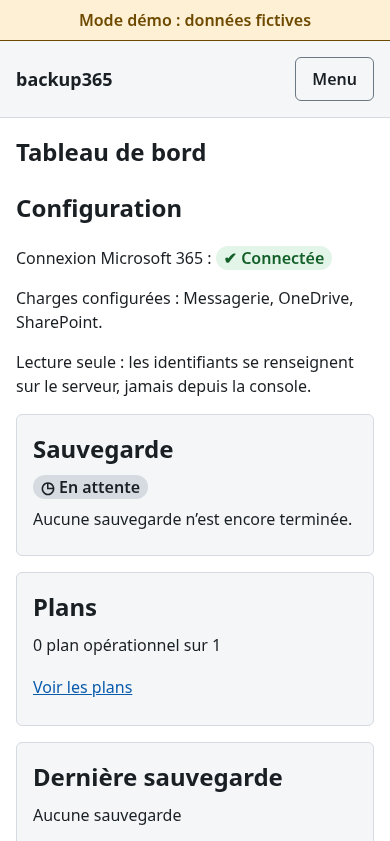 Mode démo : données fictives
backup365
Menu
Tableau de bord
Configuration
Connexion Microsoft 365 : ✔ Connectée
Charges configurées : Messagerie, OneDrive,
SharePoint.
Lecture seule : les identifiants se renseignent
sur le serveur, jamais depuis la console.
Sauvegarde
◷ En attente
Aucune sauvegarde n’est encore terminée.
Plans
0 plan opérationnel sur 1
Voir les plans
Dernière sauvegarde
Aucune sauvegarde